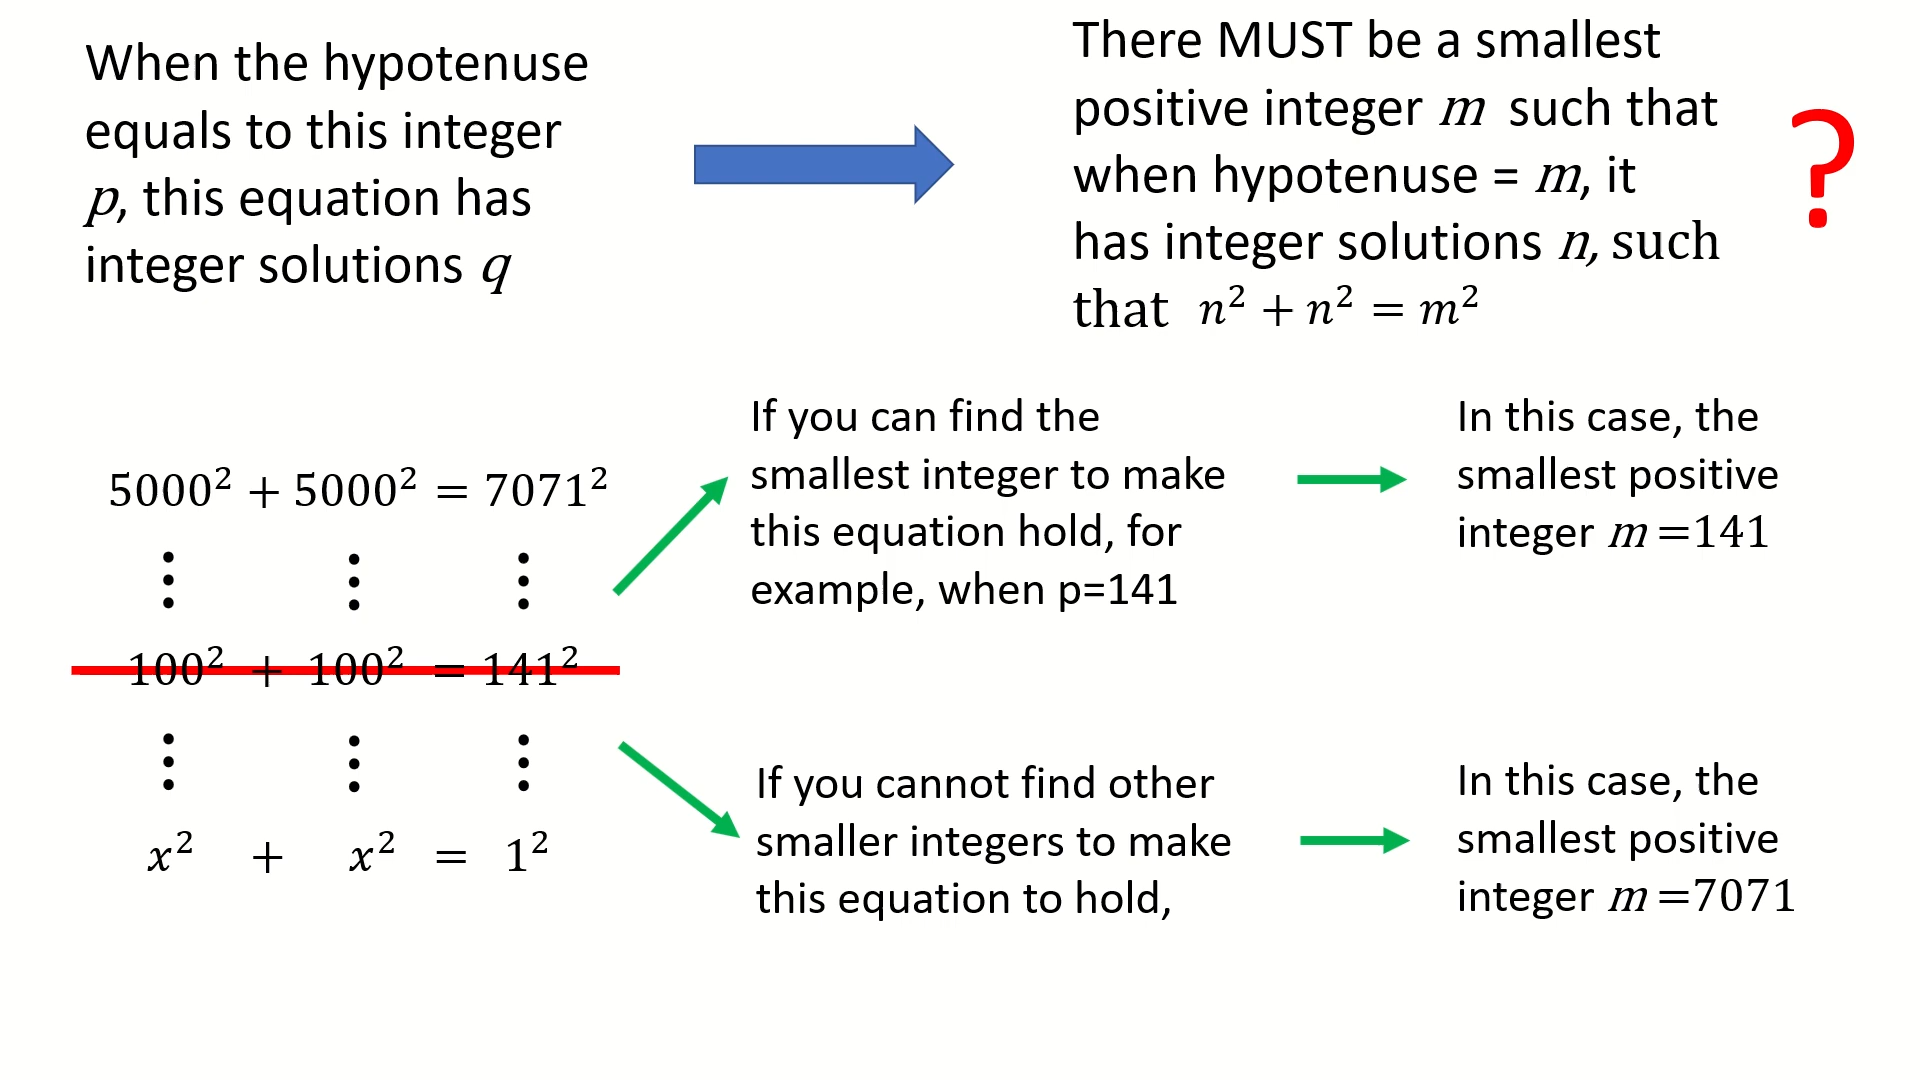 When the hypotenuse
equals to this integer
p, this equation has
integer solutions q
There MUST be a smallest
positive integer m such that
when hypotenuse = m, it
has integer solutions n, such
that n² + n² = m²
?
5000² + 5000² = 7071²
⋮ ⋮ ⋮
100² + 100² = 141²
⋮ ⋮ ⋮
x² + x² = 1²
If you can find the
smallest integer to make
this equation hold, for
example, when p=141
In this case, the
smallest positive
integer m =141
If you cannot find other
smaller integers to make
this equation to hold,
In this case, the
smallest positive
integer m =7071